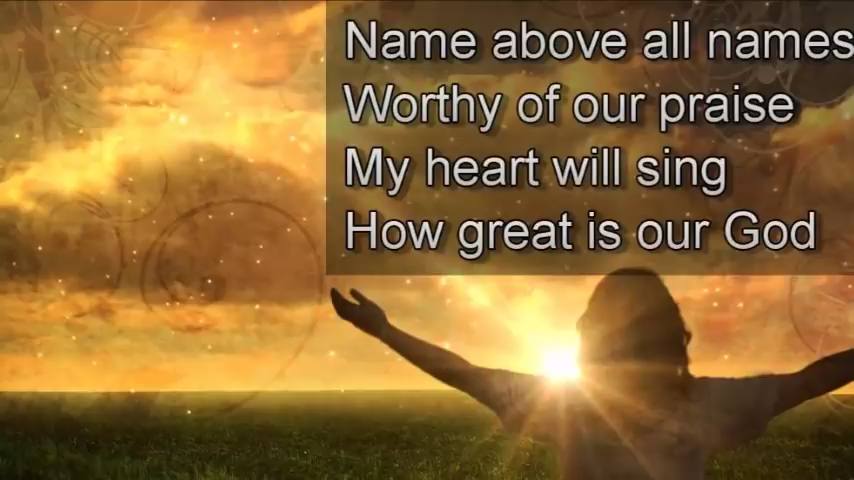 Name above all names
Worthy of our praise
My heart will sing
How great is our God